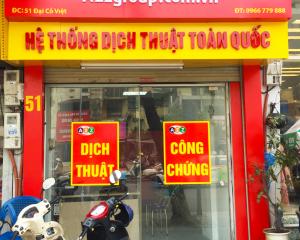 ĐC: 51 Đại Cồ Việt
ĐT: 0966 779 888
HỆ THỐNG DỊCH THUẬT TOÀN QUỐC
51
DỊCH
THUẬT
CÔNG
CHỨNG